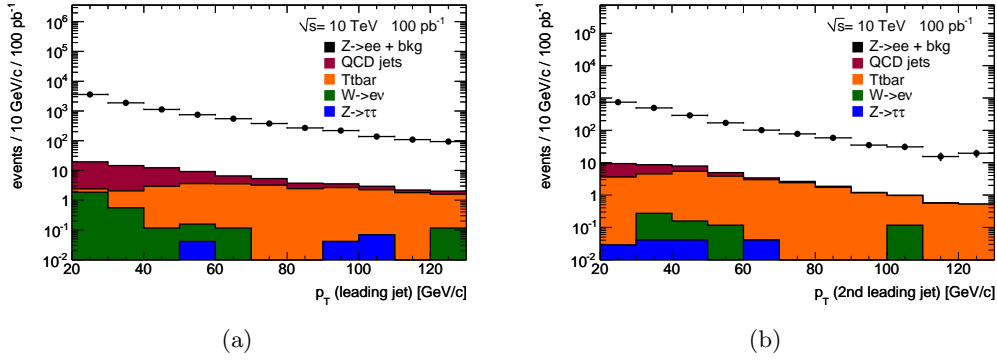 events / 10 GeV/c / 100 pb⁻¹
10⁶
10⁵
10⁴
10³
10²
10
1
10⁻¹
10⁻²
√s= 10 TeV 100 pb⁻¹
Z->ee + bkg
QCD jets
Ttbar
W->eν
Z->ττ
20 40 60 80 100 120
p_T (leading jet) [GeV/c]
(a)
events / 10 GeV/c / 100 pb⁻¹
10⁶
10⁵
10⁴
10³
10²
10
1
10⁻¹
10⁻²
√s= 10 TeV 100 pb⁻¹
Z->ee + bkg
QCD jets
Ttbar
W->eν
Z->ττ
20 40 60 80 100 120
p_T (2nd leading jet) [GeV/c]
(b)